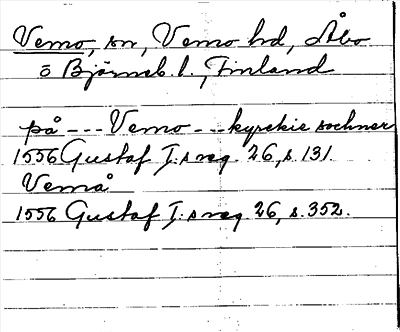 Vemo, sn, Vemo hd, Åbo
o Björneb. l., Finland
på --- Vemo --- kyrckie sochner
1556 Gustaf I:s reg. 26, s. 131.
Vemå
1556 Gustaf I:s reg. 26, s. 352.